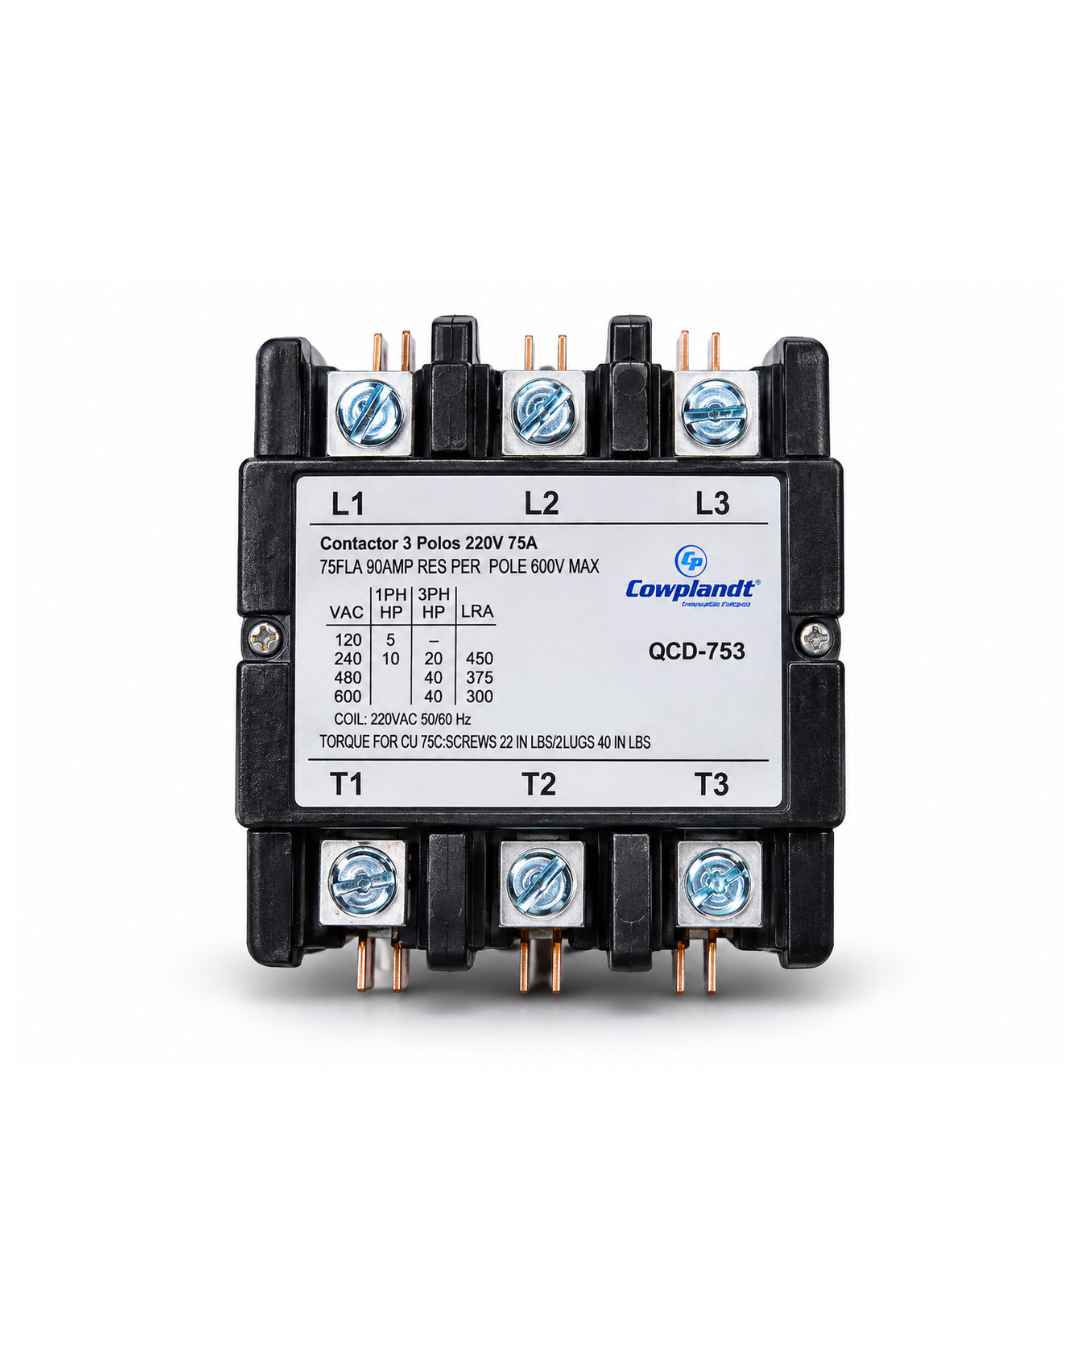 L1 L2 L3
Contactor 3 Polos 220V 75A
75FLA 90AMP RES PER POLE 600V MAX
CP
Cowplandt®
1PH 3PH
VAC HP HP LRA
120 5 –
240 10 20 450
480 40 375
600 40 300
QCD-753
COIL: 220VAC 50/60 Hz
TORQUE FOR CU 75C:SCREWS 22 IN LBS/2LUGS 40 IN LBS
T1 T2 T3